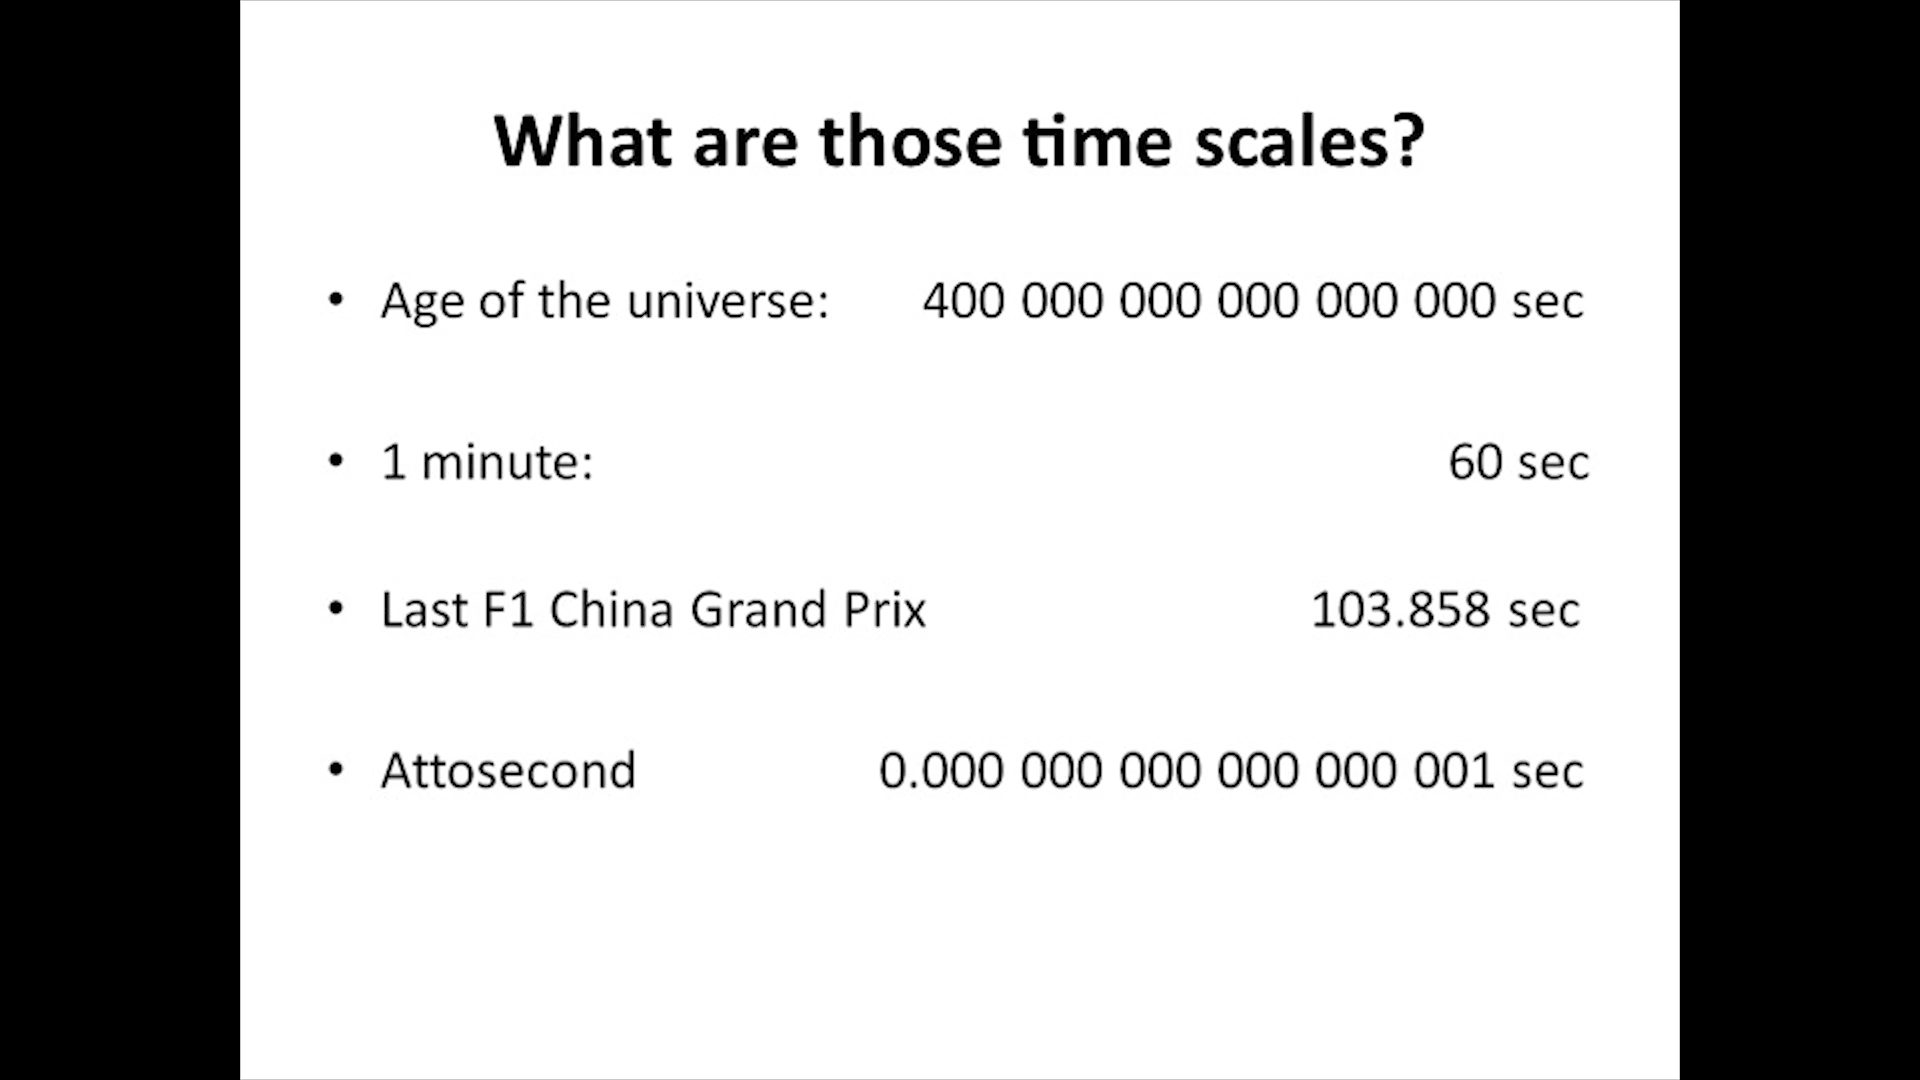 What are those time scales?
• Age of the universe: 400 000 000 000 000 000 sec
• 1 minute: 60 sec
• Last F1 China Grand Prix 103.858 sec
• Attosecond 0.000 000 000 000 000 001 sec